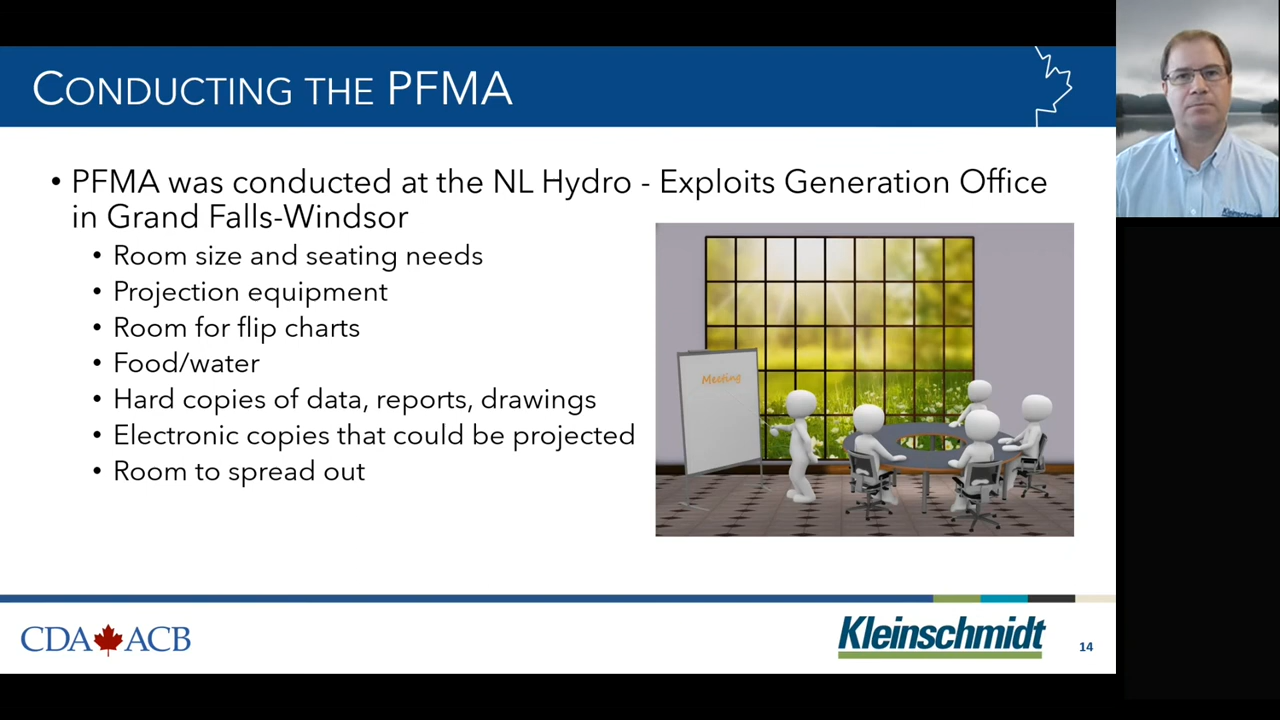 CONDUCTING THE PFMA
• PFMA was conducted at the NL Hydro - Exploits Generation Office
in Grand Falls-Windsor
• Room size and seating needs
• Projection equipment
• Room for flip charts
• Food/water
• Hard copies of data, reports, drawings
• Electronic copies that could be projected
• Room to spread out
Meeting
CDA ACB
Kleinschmidt
14
Kleinschmidt